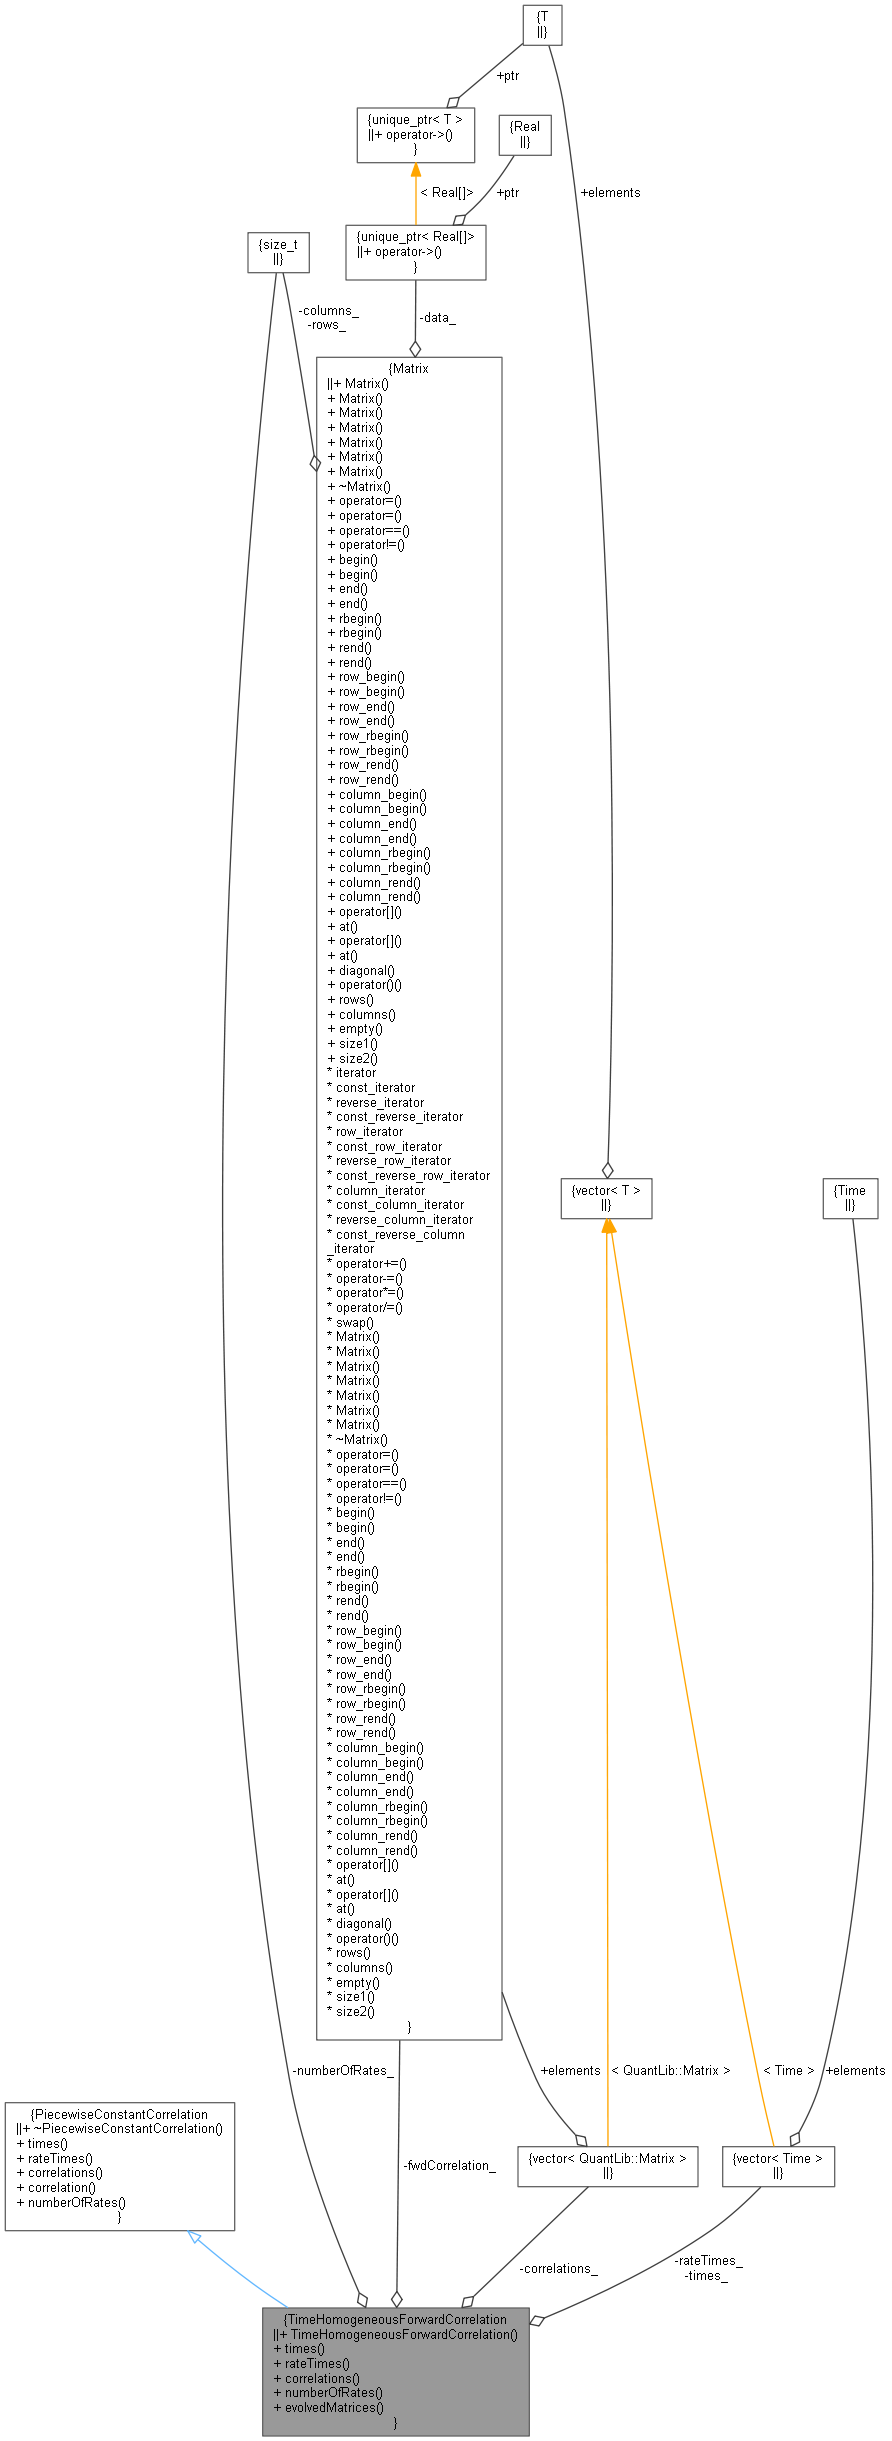 {T
||}
+ptr
{unique_ptr< T >
||+ operator->()
}
{Real
||}
+elements
< Real[]>
+ptr
{unique_ptr< Real[]>
||+ operator->()
}
{size_t
||}
-columns_
-rows_
-data_
{Matrix
||+ Matrix()
+ Matrix()
+ Matrix()
+ Matrix()
+ Matrix()
+ Matrix()
+ Matrix()
+ ~Matrix()
+ operator=()
+ operator=()
+ operator==()
+ operator!=()
+ begin()
+ begin()
+ end()
+ end()
+ rbegin()
+ rbegin()
+ rend()
+ rend()
+ row_begin()
+ row_begin()
+ row_end()
+ row_end()
+ row_rbegin()
+ row_rbegin()
+ row_rend()
+ row_rend()
+ column_begin()
+ column_begin()
+ column_end()
+ column_end()
+ column_rbegin()
+ column_rbegin()
+ column_rend()
+ column_rend()
+ operator[]()
+ at()
+ operator[]()
+ at()
+ diagonal()
+ operator()()
+ rows()
+ columns()
+ empty()
+ size1()
+ size2()
* iterator
* const_iterator
* reverse_iterator
* const_reverse_iterator
* row_iterator
* const_row_iterator
* reverse_row_iterator
* const_reverse_row_iterator
* column_iterator
* const_column_iterator
* reverse_column_iterator
* const_reverse_column
_iterator
* operator+=()
* operator-=()
* operator*=()
* operator/=()
* swap()
* Matrix()
* Matrix()
* Matrix()
* Matrix()
* Matrix()
* Matrix()
* Matrix()
* ~Matrix()
* operator=()
* operator=()
* operator==()
* operator!=()
* begin()
* begin()
* end()
* end()
* rbegin()
* rbegin()
* rend()
* rend()
* row_begin()
* row_begin()
* row_end()
* row_end()
* row_rbegin()
* row_rbegin()
* row_rend()
* row_rend()
* column_begin()
* column_begin()
* column_end()
* column_end()
* column_rbegin()
* column_rbegin()
* column_rend()
* column_rend()
* operator[]()
* at()
* operator[]()
* at()
* diagonal()
* operator()()
* rows()
* columns()
* empty()
* size1()
* size2()
}
{vector< T >
||}
{Time
||}
-numberOfRates_
+elements
< QuantLib::Matrix >
< Time >
+elements
{PiecewiseConstantCorrelation
||+ ~PiecewiseConstantCorrelation()
+ times()
+ rateTimes()
+ correlations()
+ correlation()
+ numberOfRates()
}
-fwdCorrelation_
{vector< QuantLib::Matrix >
||}
{vector< Time >
||}
-correlations_
-rateTimes_
-times_
{TimeHomogeneousForwardCorrelation
||+ TimeHomogeneousForwardCorrelation()
+ times()
+ rateTimes()
+ correlations()
+ numberOfRates()
+ evolvedMatrices()
}